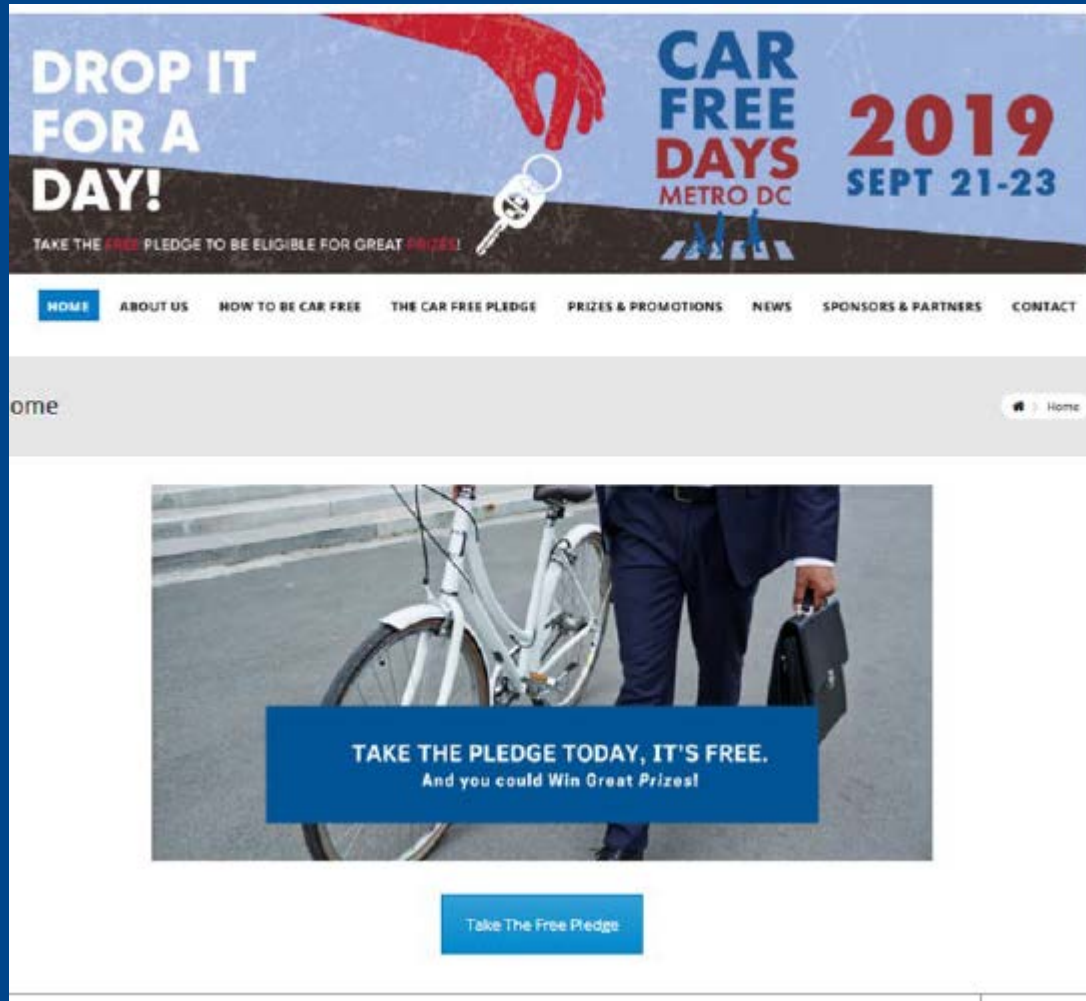 DROP IT
FOR A
DAY!
TAKE THE FREE PLEDGE TO BE ELIGIBLE FOR GREAT PRIZES!
CAR
FREE
DAYS
METRO DC
2019
SEPT 21-23
HOME ABOUT US HOW TO BE CAR FREE THE CAR FREE PLEDGE PRIZES & PROMOTIONS NEWS SPONSORS & PARTNERS CONTACT
ome
Home
TAKE THE PLEDGE TODAY, IT'S FREE.
And you could Win Great Prizes!
Take The Free Pledge